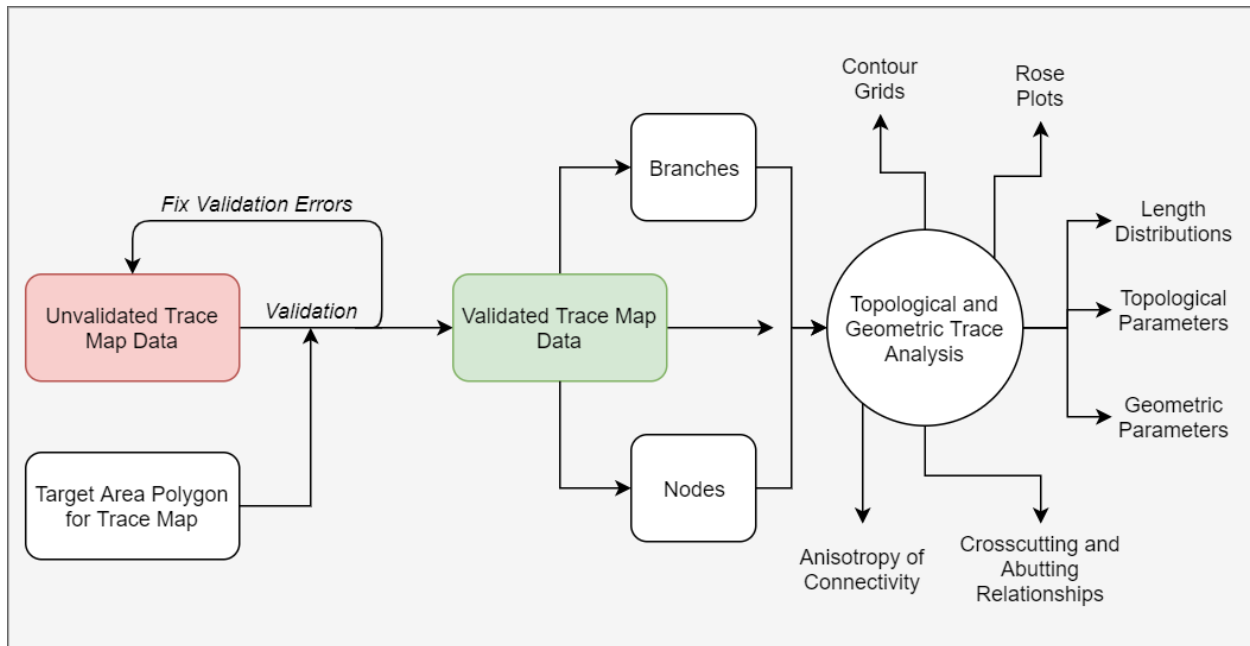 Fix Validation Errors
Unvalidated Trace
Map Data
Validation
Target Area Polygon
for Trace Map
Validated Trace Map
Data
Branches
Nodes
Topological and
Geometric Trace
Analysis
Contour
Grids
Rose
Plots
Length
Distributions
Topological
Parameters
Geometric
Parameters
Anisotropy of
Connectivity
Crosscutting and
Abutting
Relationships